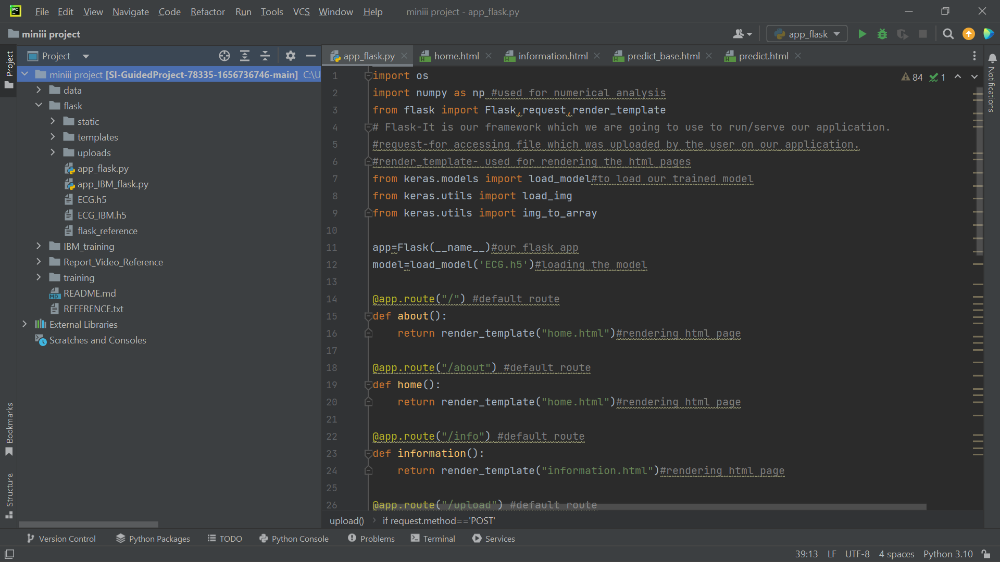 File Edit View Navigate Code Refactor Run Tools VCS Window Help miniii project - app_flask.py
miniii project
app_flask
Project
app_flask.py home.html information.html predict_base.html predict.html
Project
miniii project [SI-GuidedProject-78335-1656736746-main] C:\U
data
flask
static
templates
uploads
app_flask.py
app_IBM_flask.py
ECG.h5
ECG_IBM.h5
flask_reference
IBM_training
Report_Video_Reference
training
README.md
REFERENCE.txt
External Libraries
Scratches and Consoles
Bookmarks
Structure
84 1
Notifications
1 import os
2 import numpy as np #used for numerical analysis
3 from flask import Flask,request,render_template
4 # Flask-It is our framework which we are going to use to run/serve our application.
5 #request-for accessing file which was uploaded by the user on our application.
6 #render_template- used for rendering the html pages
7 from keras.models import load_model#to load our trained model
8 from keras.utils import load_img
9 from keras.utils import img_to_array
10
11 app=Flask(__name__)#our flask app
12 model=load_model('ECG.h5')#loading the model
13
14 @app.route("/") #default route
15 def about():
16 return render_template("home.html")#rendering html page
17
18 @app.route("/about") #default route
19 def home():
20 return render_template("home.html")#rendering html page
21
22 @app.route("/info") #default route
23 def information():
24 return render_template("information.html")#rendering html page
25
26 @app.route("/upload") #default route
upload() › if request.method=='POST'
Version Control Python Packages TODO Python Console Problems Terminal Services
39:13 LF UTF-8 4 spaces Python 3.10